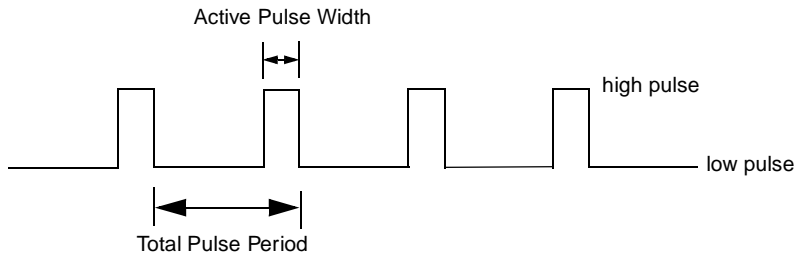 Active Pulse Width
high pulse
low pulse
Total Pulse Period